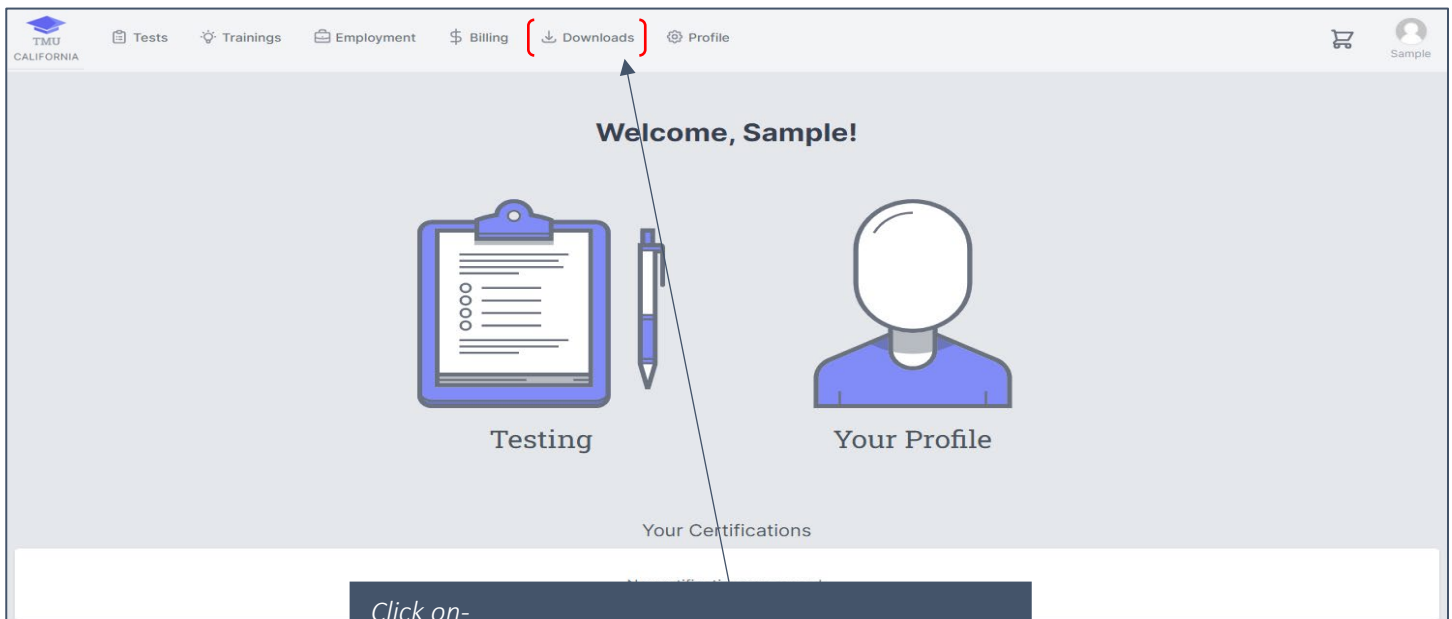 TMU
CALIFORNIA
Tests
Trainings
Employment
$ Billing
Downloads
Profile
Sample
Welcome, Sample!
Testing
Your Profile
Your Certifications
Click on-